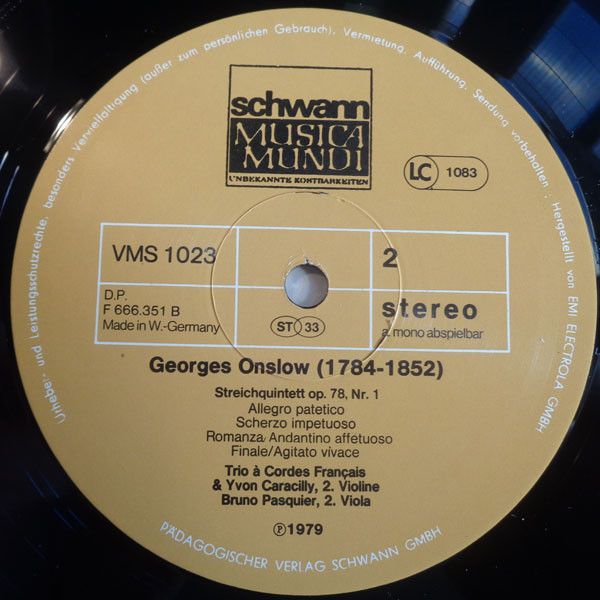 Urheber- und Leistungsschutzrechte, besonders Vervielfältigung (außer zum persönlichen Gebrauch), Vermietung, Aufführung, Sendung vorbehalten. Hergestellt von EMI ELECTROLA GMBH
schwann
MUSICA
MUNDI
UNBEKANNTE KOSTBARKEITEN
LC 1083
VMS 1023
2
D.P.
F 666.351 B
Made in W.-Germany
ST 33
stereo
a. mono abspielbar
Georges Onslow (1784-1852)
Streichquintett op. 78, Nr. 1
Allegro patetico
Scherzo impetuoso
Romanza/Andantino affetuoso
Finale/Agitato vivace
Trio à Cordes Français
& Yvon Caracilly, 2. Violine
Bruno Pasquier, 2. Viola
℗ 1979
PÄDAGOGISCHER VERLAG SCHWANN GMBH